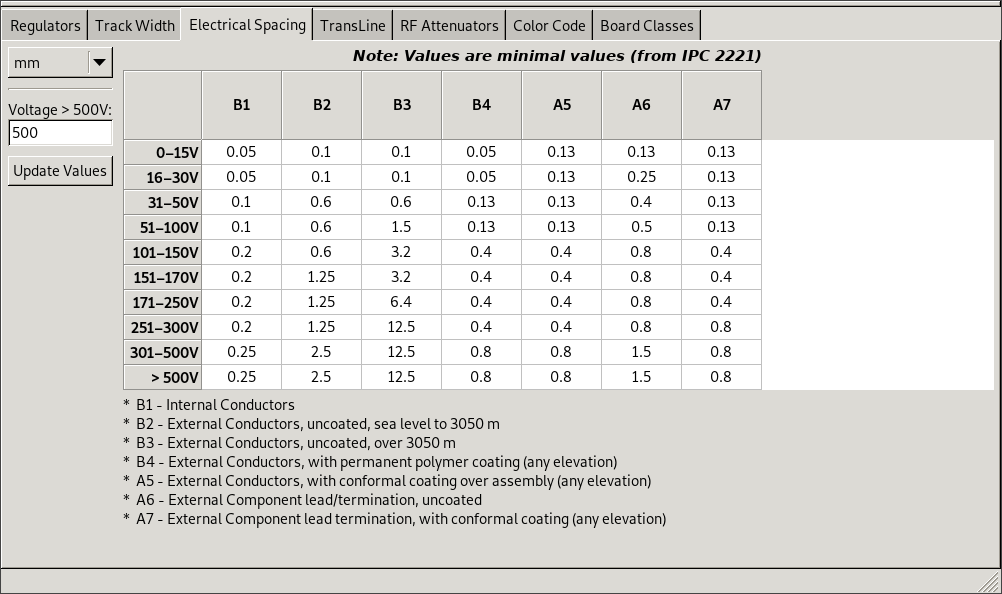 Regulators Track Width Electrical Spacing TransLine RF Attenuators Color Code Board Classes
mm
Note: Values are minimal values (from IPC 2221)
Voltage > 500V:
500
Update Values
B1 B2 B3 B4 A5 A6 A7
0–15V 0.05 0.1 0.1 0.05 0.13 0.13 0.13
16–30V 0.05 0.1 0.1 0.05 0.13 0.25 0.13
31–50V 0.1 0.6 0.6 0.13 0.13 0.4 0.13
51–100V 0.1 0.6 1.5 0.13 0.13 0.5 0.13
101–150V 0.2 0.6 3.2 0.4 0.4 0.8 0.4
151–170V 0.2 1.25 3.2 0.4 0.4 0.8 0.4
171–250V 0.2 1.25 6.4 0.4 0.4 0.8 0.4
251–300V 0.2 1.25 12.5 0.4 0.4 0.8 0.8
301–500V 0.25 2.5 12.5 0.8 0.8 1.5 0.8
> 500V 0.25 2.5 12.5 0.8 0.8 1.5 0.8
* B1 - Internal Conductors
* B2 - External Conductors, uncoated, sea level to 3050 m
* B3 - External Conductors, uncoated, over 3050 m
* B4 - External Conductors, with permanent polymer coating (any elevation)
* A5 - External Conductors, with conformal coating over assembly (any elevation)
* A6 - External Component lead/termination, uncoated
* A7 - External Component lead termination, with conformal coating (any elevation)